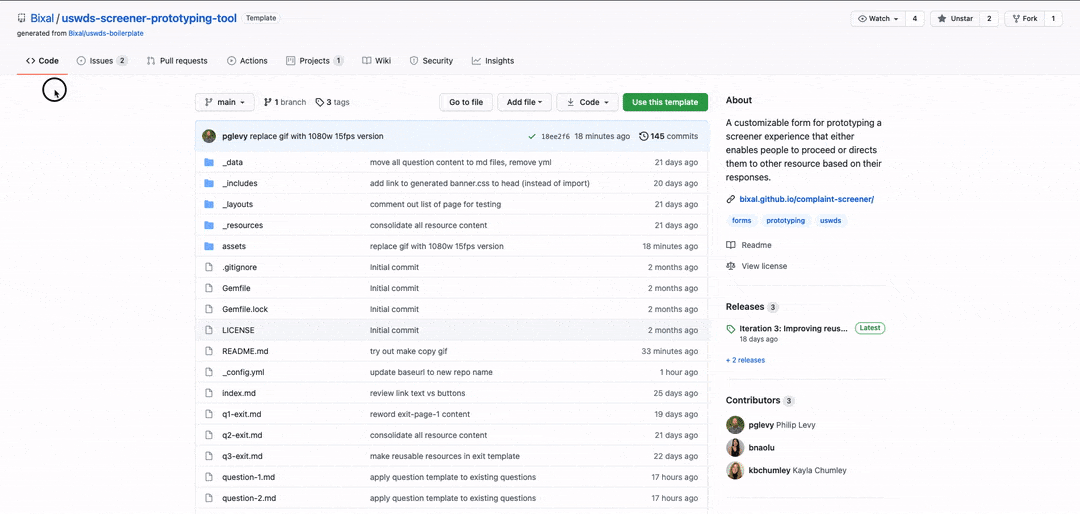 Bixal / uswds-screener-prototyping-tool Template
generated from Bixal/uswds-boilerplate
Watch 4 Unstar 2 Fork 1
Code Issues 2 Pull requests Actions Projects 1 Wiki Security Insights
main 1 branch 3 tags Go to file Add file Code Use this template
pglevy replace gif with 1080w 15fps version 18ee2f6 18 minutes ago 145 commits
_data move all question content to md files, remove yml 21 days ago
_includes add link to generated banner.css to head (instead of import) 20 days ago
_layouts comment out list of page for testing 21 days ago
_resources consolidate all resource content 21 days ago
assets replace gif with 1080w 15fps version 18 minutes ago
.gitignore Initial commit 2 months ago
Gemfile Initial commit 2 months ago
Gemfile.lock Initial commit 2 months ago
LICENSE Initial commit 2 months ago
README.md try out make copy gif 33 minutes ago
_config.yml update baseurl to new repo name 1 hour ago
index.md review link text vs buttons 25 days ago
q1-exit.md reword exit-page-1 content 19 days ago
q2-exit.md consolidate all resource content 21 days ago
q3-exit.md make reusable resources in exit template 22 days ago
question-1.md apply question template to existing questions 17 hours ago
question-2.md apply question template to existing questions 17 hours ago
About
A customizable form for prototyping a
screener experience that either
enables people to proceed or directs
them to other resource based on their
responses.
bixal.github.io/complaint-screener/
forms prototyping uswds
Readme
View license
Releases 3
Iteration 3: Improving reus... Latest
18 days ago
+ 2 releases
Contributors 3
pglevy Philip Levy
bnaolu
kbchumley Kayla Chumley